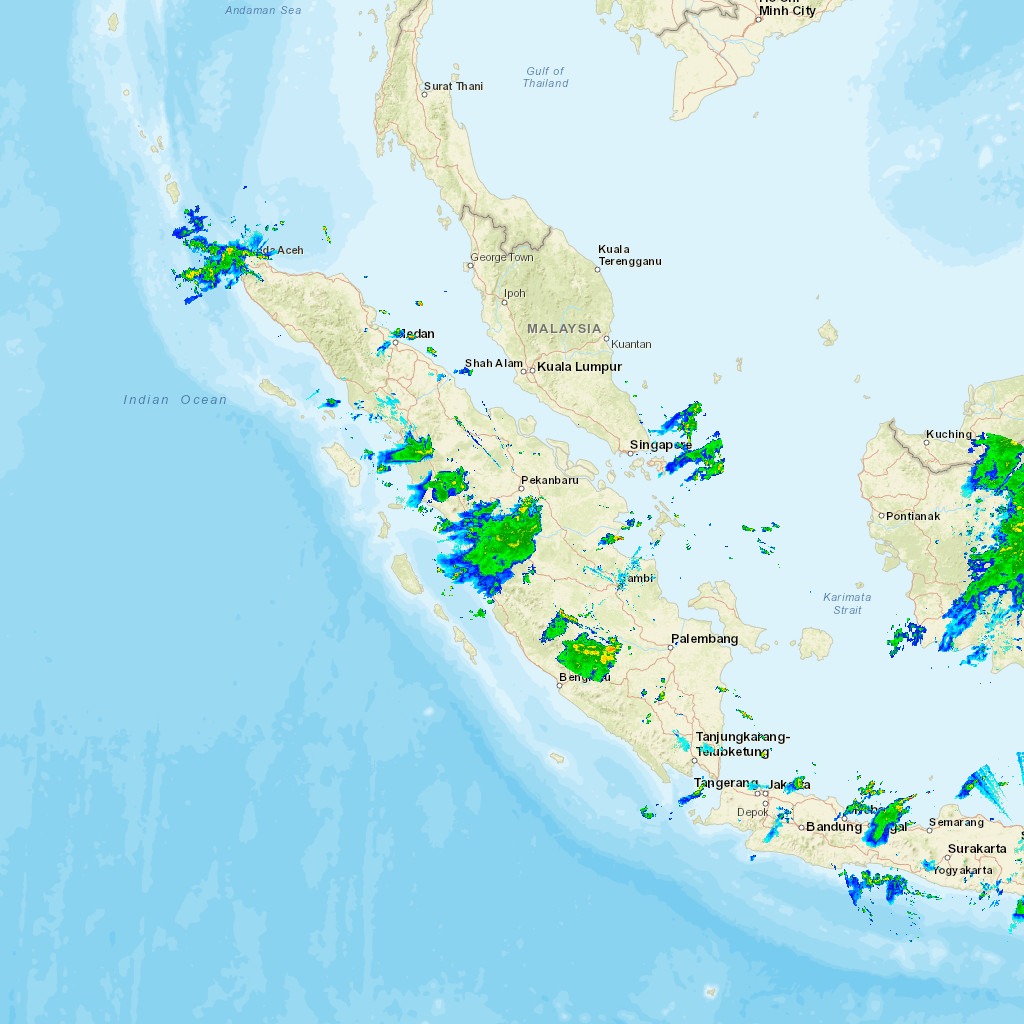 Andaman Sea
Minh City
Gulf of
Thailand
Surat Thani
Aceh
Kuala
Terengganu
George Town
Ipoh
MALAYSIA
Medan
Kuantan
Shah Alam
Kuala Lumpur
Indian Ocean
Singapore
Kuching
Pekanbaru
Pontianak
Karimata
Strait
Palembang
Tanjungkarang-
Telubketung
Tangerang
Jakarta
Depok
Bandung
Semarang
Surakarta
Yogyakarta